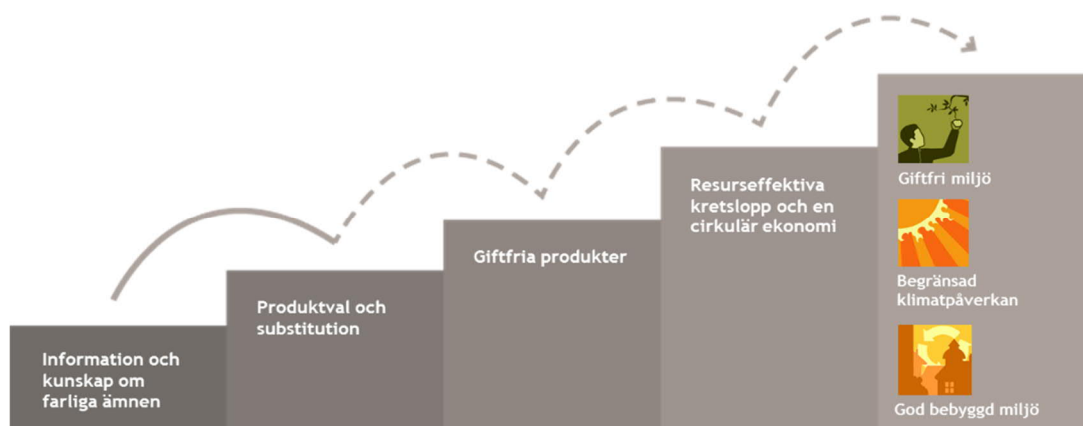 Information och
kunskap om
farliga ämnen
Produktval och
substitution
Giftfria produkter
Resurseffektiva
kretslopp och en
cirkulär ekonomi
Giftfri miljö
Begränsad
klimatpåverkan
God bebyggd miljö